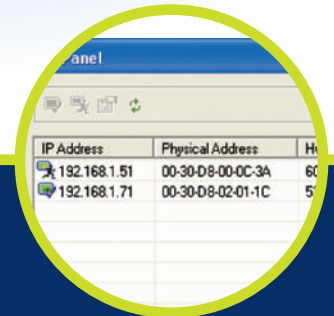 anel
IP Address Physical Address H
192.168.1.51 00-30-D8-00-0C-3A 60
192.168.1.71 00-30-D8-02-01-1C 5